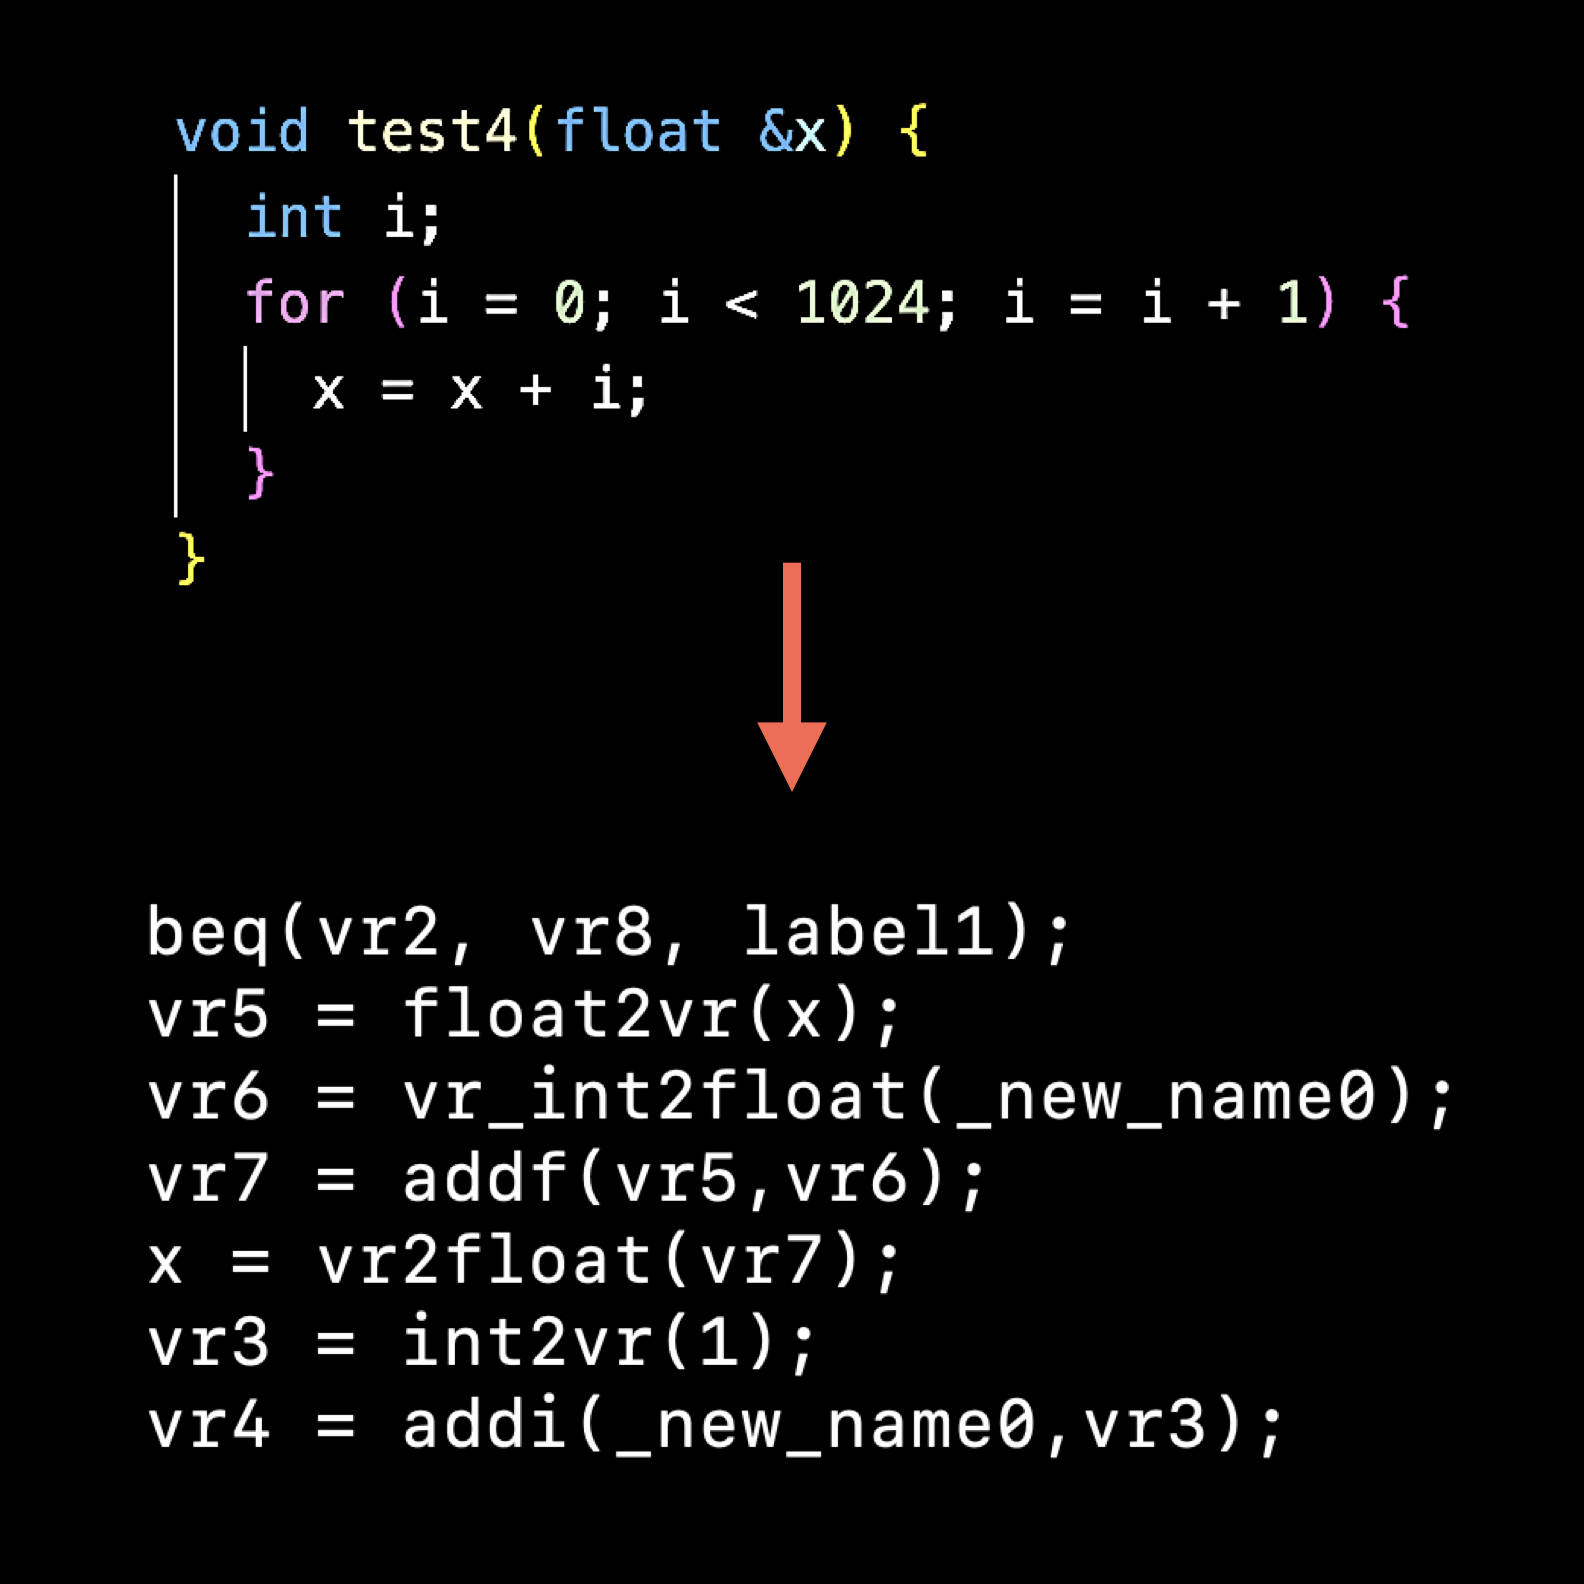 void test4(float &x) {
int i;
for (i = 0; i < 1024; i = i + 1) {
x = x + i;
}
}
beq(vr2, vr8, label1);
vr5 = float2vr(x);
vr6 = vr_int2float(_new_name0);
vr7 = addf(vr5,vr6);
x = vr2float(vr7);
vr3 = int2vr(1);
vr4 = addi(_new_name0,vr3);